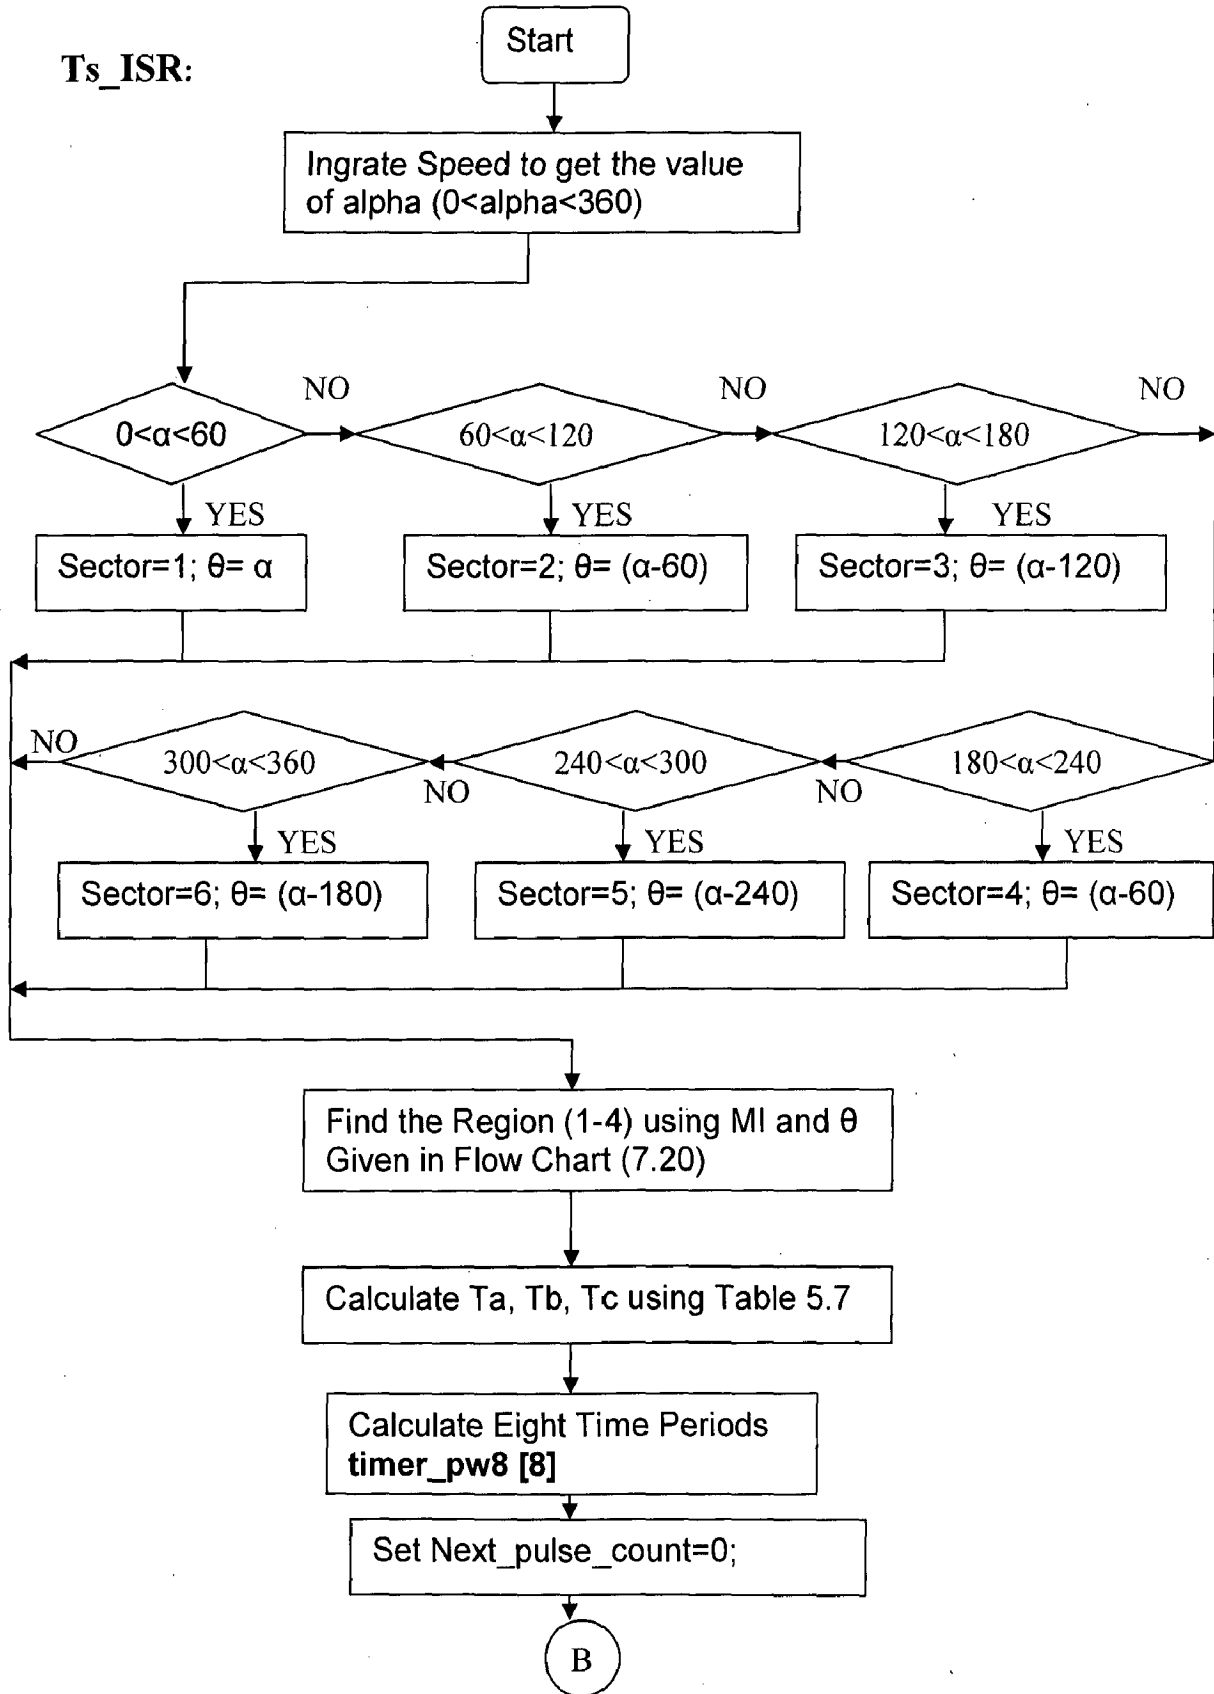 Start
Ts_ISR:
Ingrate Speed to get the value
of alpha (0<alpha<360)
NO
NO
NO
0<α<60
60<α<120
120<α<180
YES
YES
YES
Sector=1; θ= α
Sector=2; θ= (α-60)
Sector=3; θ= (α-120)
NO
300<α<360
NO
240<α<300
NO
180<α<240
YES
YES
YES
Sector=6; θ= (α-180)
Sector=5; θ= (α-240)
Sector=4; θ= (α-60)
Find the Region (1-4) using MI and θ
Given in Flow Chart (7.20)
Calculate Ta, Tb, Tc using Table 5.7
Calculate Eight Time Periods
timer_pw8 [8]
Set Next_pulse_count=0;
B